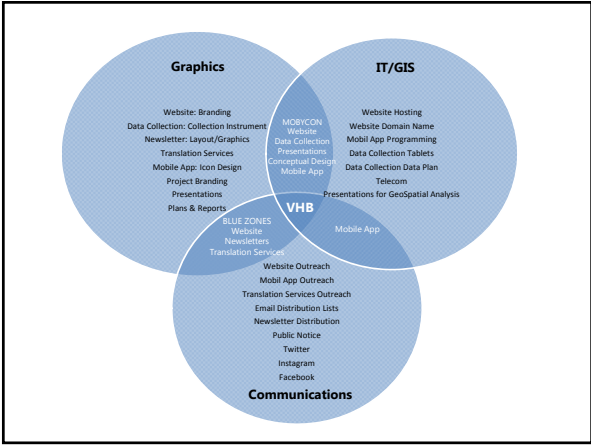 Graphics
Website: Branding
Data Collection: Collection Instrument
Newsletter: Layout/Graphics
Translation Services
Mobile App: Icon Design
Project Branding
Presentations
Plans & Reports
MOBYCON
Website
Data Collection
Presentations
Conceptual Design
Mobile App
IT/GIS
Website Hosting
Website Domain Name
Mobil App Programming
Data Collection Tablets
Data Collection Data Plan
Telecom
Presentations for GeoSpatial Analysis
VHB
BLUE ZONES
Website
Newsletters
Translation Services
Mobile App
Website Outreach
Mobil App Outreach
Translation Services Outreach
Email Distribution Lists
Newsletter Distribution
Public Notice
Twitter
Instagram
Facebook
Communications